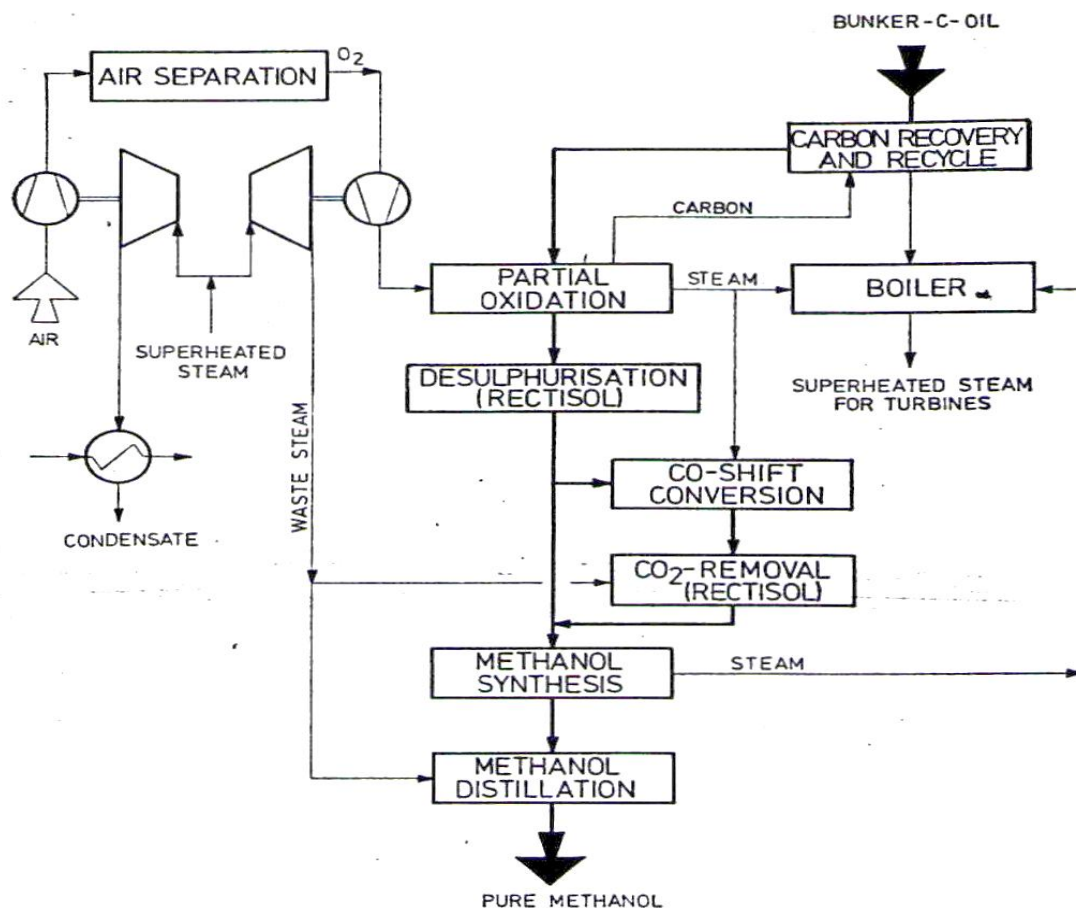 BUNKER-C-OIL
AIR SEPARATION
O2
CARBON RECOVERY
AND RECYCLE
CARBON
PARTIAL
OXIDATION
STEAM
BOILER
AIR
SUPERHEATED
STEAM
DESULPHURISATION
(RECTISOL)
SUPERHEATED STEAM
FOR TURBINES
WASTE STEAM
CO-SHIFT
CONVERSION
CONDENSATE
CO2-REMOVAL
(RECTISOL)
METHANOL
SYNTHESIS
STEAM
METHANOL
DISTILLATION
PURE METHANOL